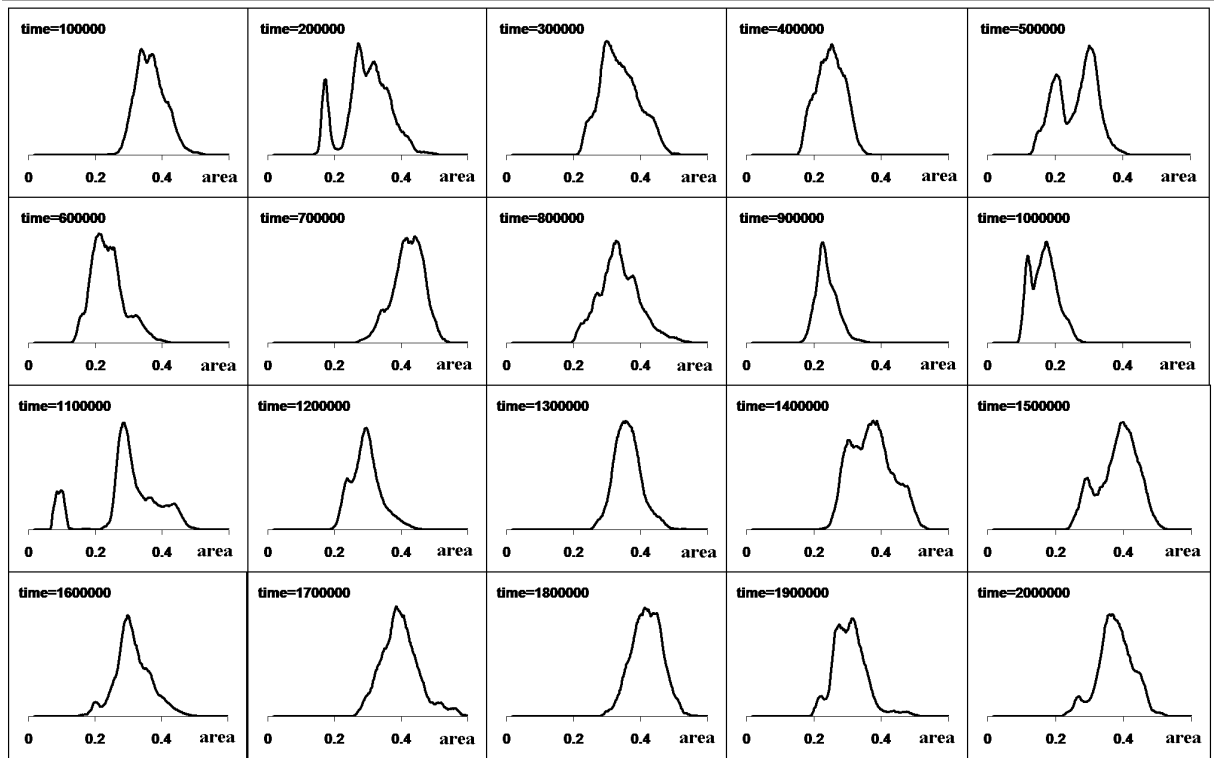 time=100000 time=200000 time=300000 time=400000 time=500000
0 0.2 0.4 area 0 0.2 0.4 area 0 0.2 0.4 area 0 0.2 0.4 area 0 0.2 0.4 area
time=600000 time=700000 time=800000 time=900000 time=1000000
0 0.2 0.4 area 0 0.2 0.4 area 0 0.2 0.4 area 0 0.2 0.4 area 0 0.2 0.4 area
time=1100000 time=1200000 time=1300000 time=1400000 time=1500000
0 0.2 0.4 area 0 0.2 0.4 area 0 0.2 0.4 area 0 0.2 0.4 area 0 0.2 0.4 area
time=1600000 time=1700000 time=1800000 time=1900000 time=2000000
0 0.2 0.4 area 0 0.2 0.4 area 0 0.2 0.4 area 0 0.2 0.4 area 0 0.2 0.4 area